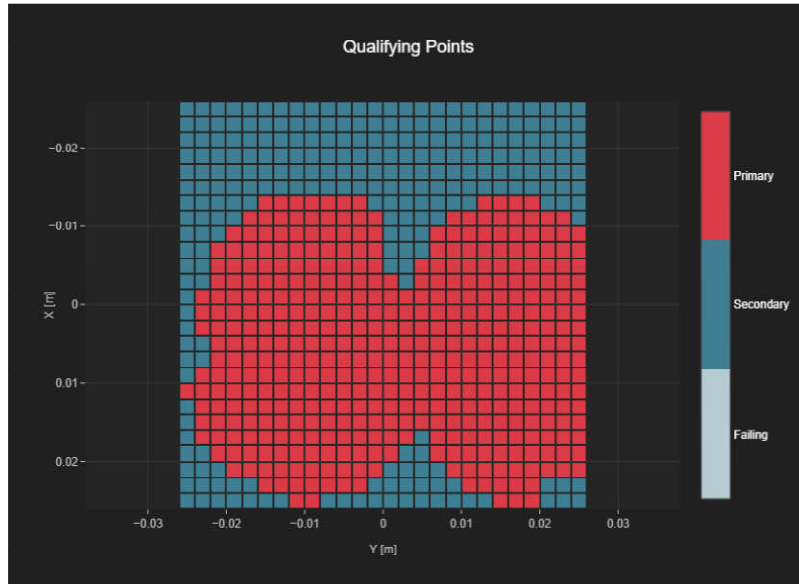 Qualifying Points
−0.02
−0.01
0
0.01
0.02
X [m]
−0.03
−0.02
−0.01
0
0.01
0.02
0.03
Y [m]
Primary
Secondary
Failing